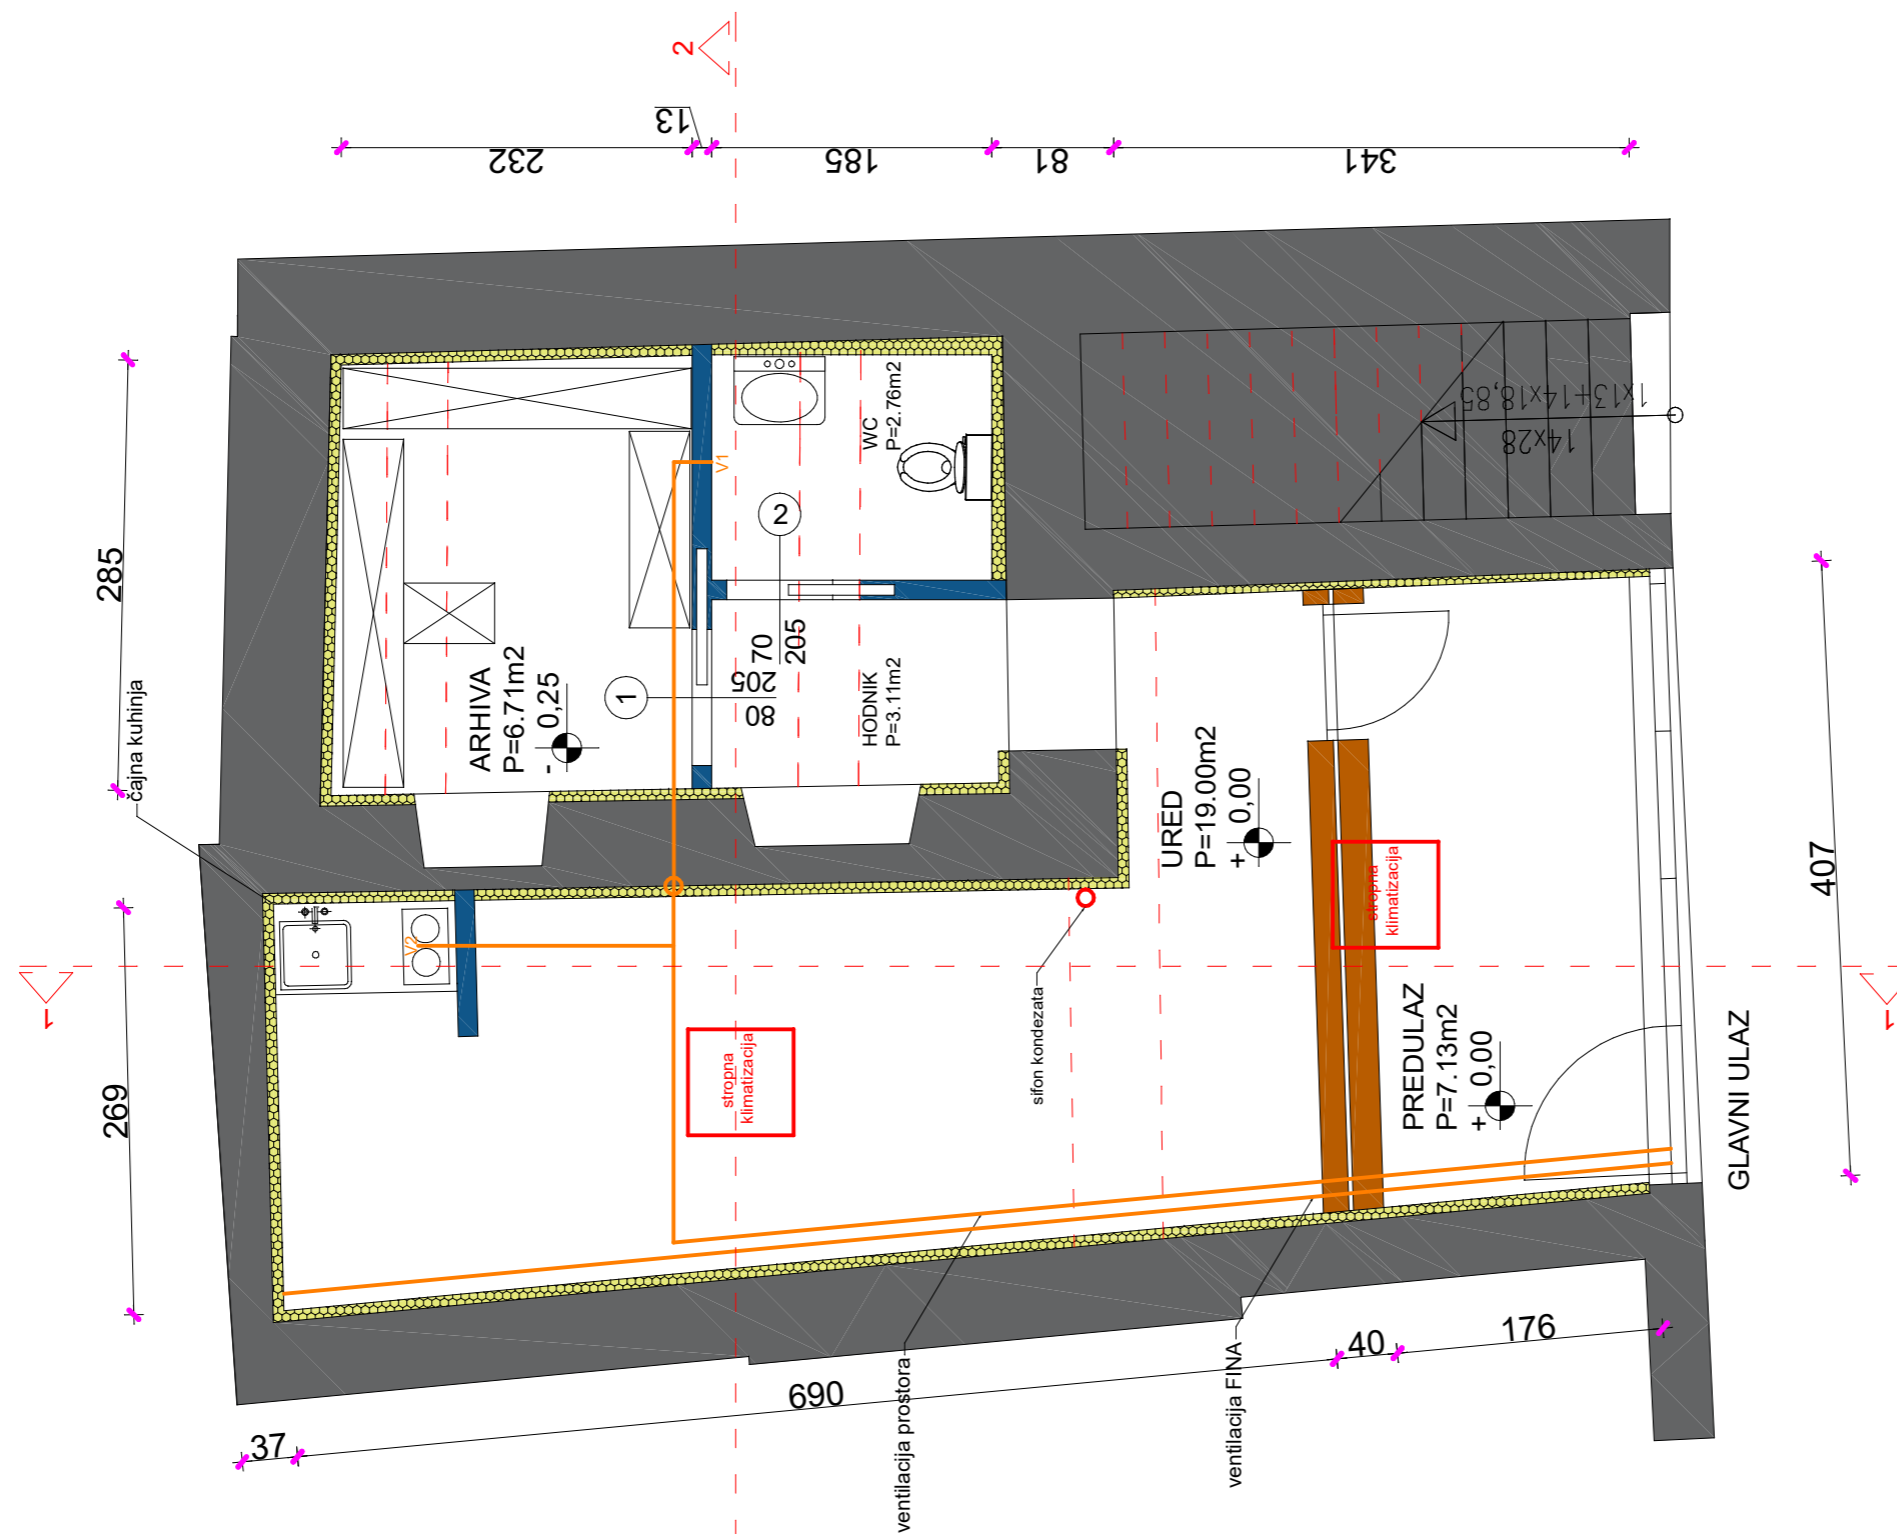 2
13
232
185
81
341
285
čajna kuhinja
ARHIVA
P=6.71m2
- 0,25
V1
WC
P=2.76m2
2
70
205
1
80
205
HODNIK
P=3.11m2
1x13+14x18,85
14x28
URED
P=19.00m2
+ 0,00
stropna
klimatizacija
407
V2
1
1
269
stropna
klimatizacija
sifon kondezata
PREDULAZ
P=7.13m2
+ 0,00
GLAVNI ULAZ
37
690
40
176
ventilacija prostora
ventilacija FINA